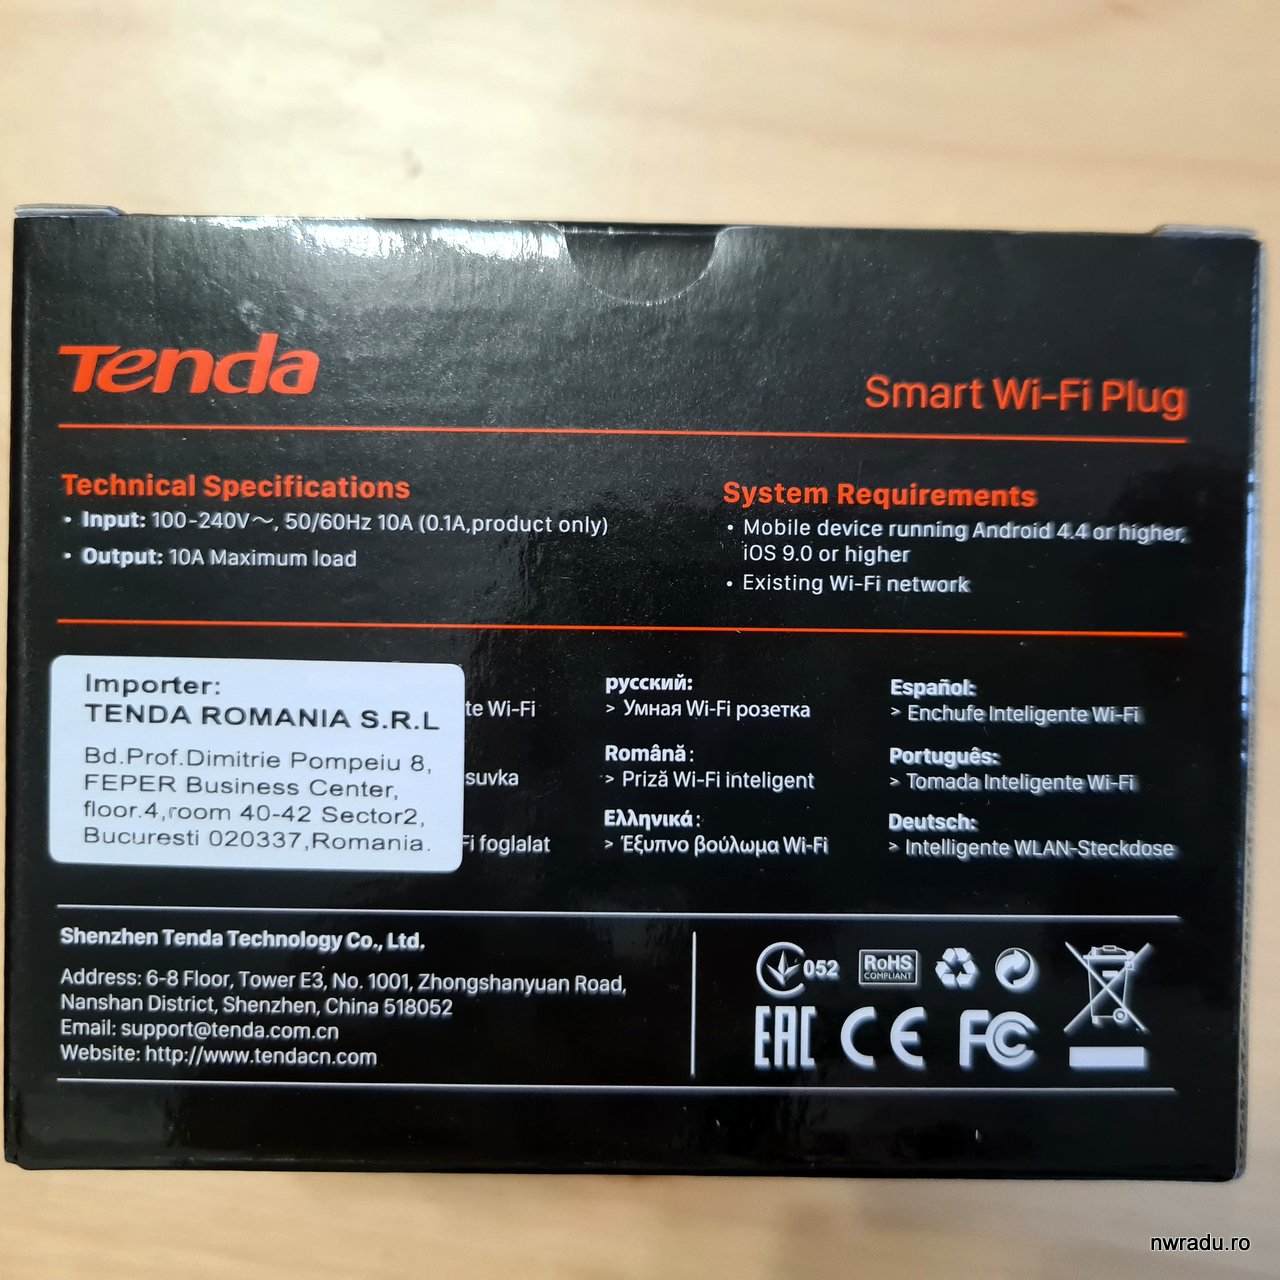 Tenda
Smart Wi-Fi Plug
Technical Specifications
• Input: 100-240V～, 50/60Hz 10A (0.1A,product only)
• Output: 10A Maximum load
System Requirements
• Mobile device running Android 4.4 or higher,
iOS 9.0 or higher
• Existing Wi-Fi network
Importer:
TENDA ROMANIA S.R.L
Bd.Prof.Dimitrie Pompeiu 8,
FEPER Business Center,
floor.4,room 40-42 Sector2,
Bucuresti 020337,Romania.
Wi-Fi
foglalat
русский:
> Умная Wi-Fi розетка
Română:
> Priză Wi-Fi inteligent
Ελληνικά:
> Έξυπνο βούλωμα Wi-Fi
Español:
> Enchufe Inteligente Wi-Fi
Português:
> Tomada Inteligente Wi-Fi
Deutsch:
> Intelligente WLAN-Steckdose
Shenzhen Tenda Technology Co., Ltd.
Address: 6-8 Floor, Tower E3, No. 1001, Zhongshanyuan Road,
Nanshan District, Shenzhen, China 518052
Email: support@tenda.com.cn
Website: http://www.tendacn.com
052
RoHS
COMPLIANT
EAC CE FC
nwradu.ro